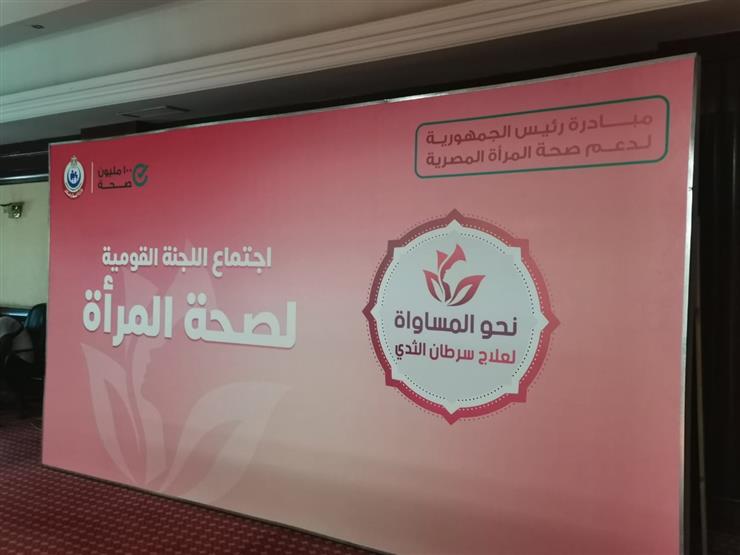 مبادرة رئيس الجمهورية
لدعم صحة المرأة المصرية
١٠٠ مليون
صحة
اجتماع اللجنة القومية
لصحة المرأة
نحو المساواة
لعلاج سرطان الثدي